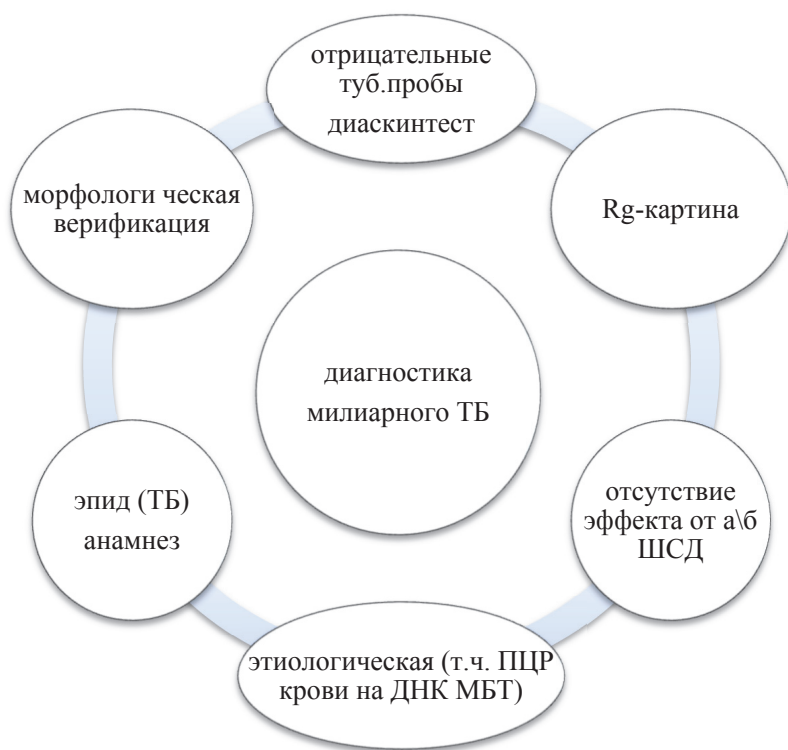 отрицательные
туб.пробы
диаскинтест
морфологи ческая
верификация
Rg-картина
диагностика
милиарного ТБ
эпид (ТБ)
анамнез
отсутствие
эффекта от а\б
ШСД
этиологическая (т.ч. ПЦР
крови на ДНК МБТ)